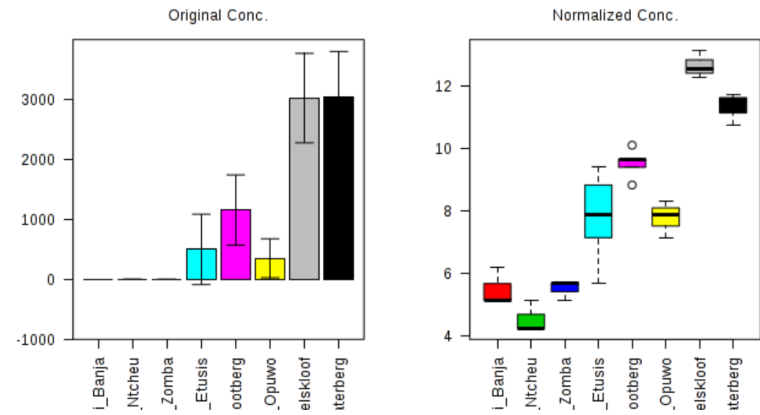 Original Conc.
Normalized Conc.
3000
2000
1000
0
-1000
i_Banja
_Ntcheu
_Zomba
_Etusis
ootberg
_Opuwo
elskloof
aterberg
12
10
8
6
4
i_Banja
_Ntcheu
_Zomba
_Etusis
ootberg
_Opuwo
elskloof
aterberg